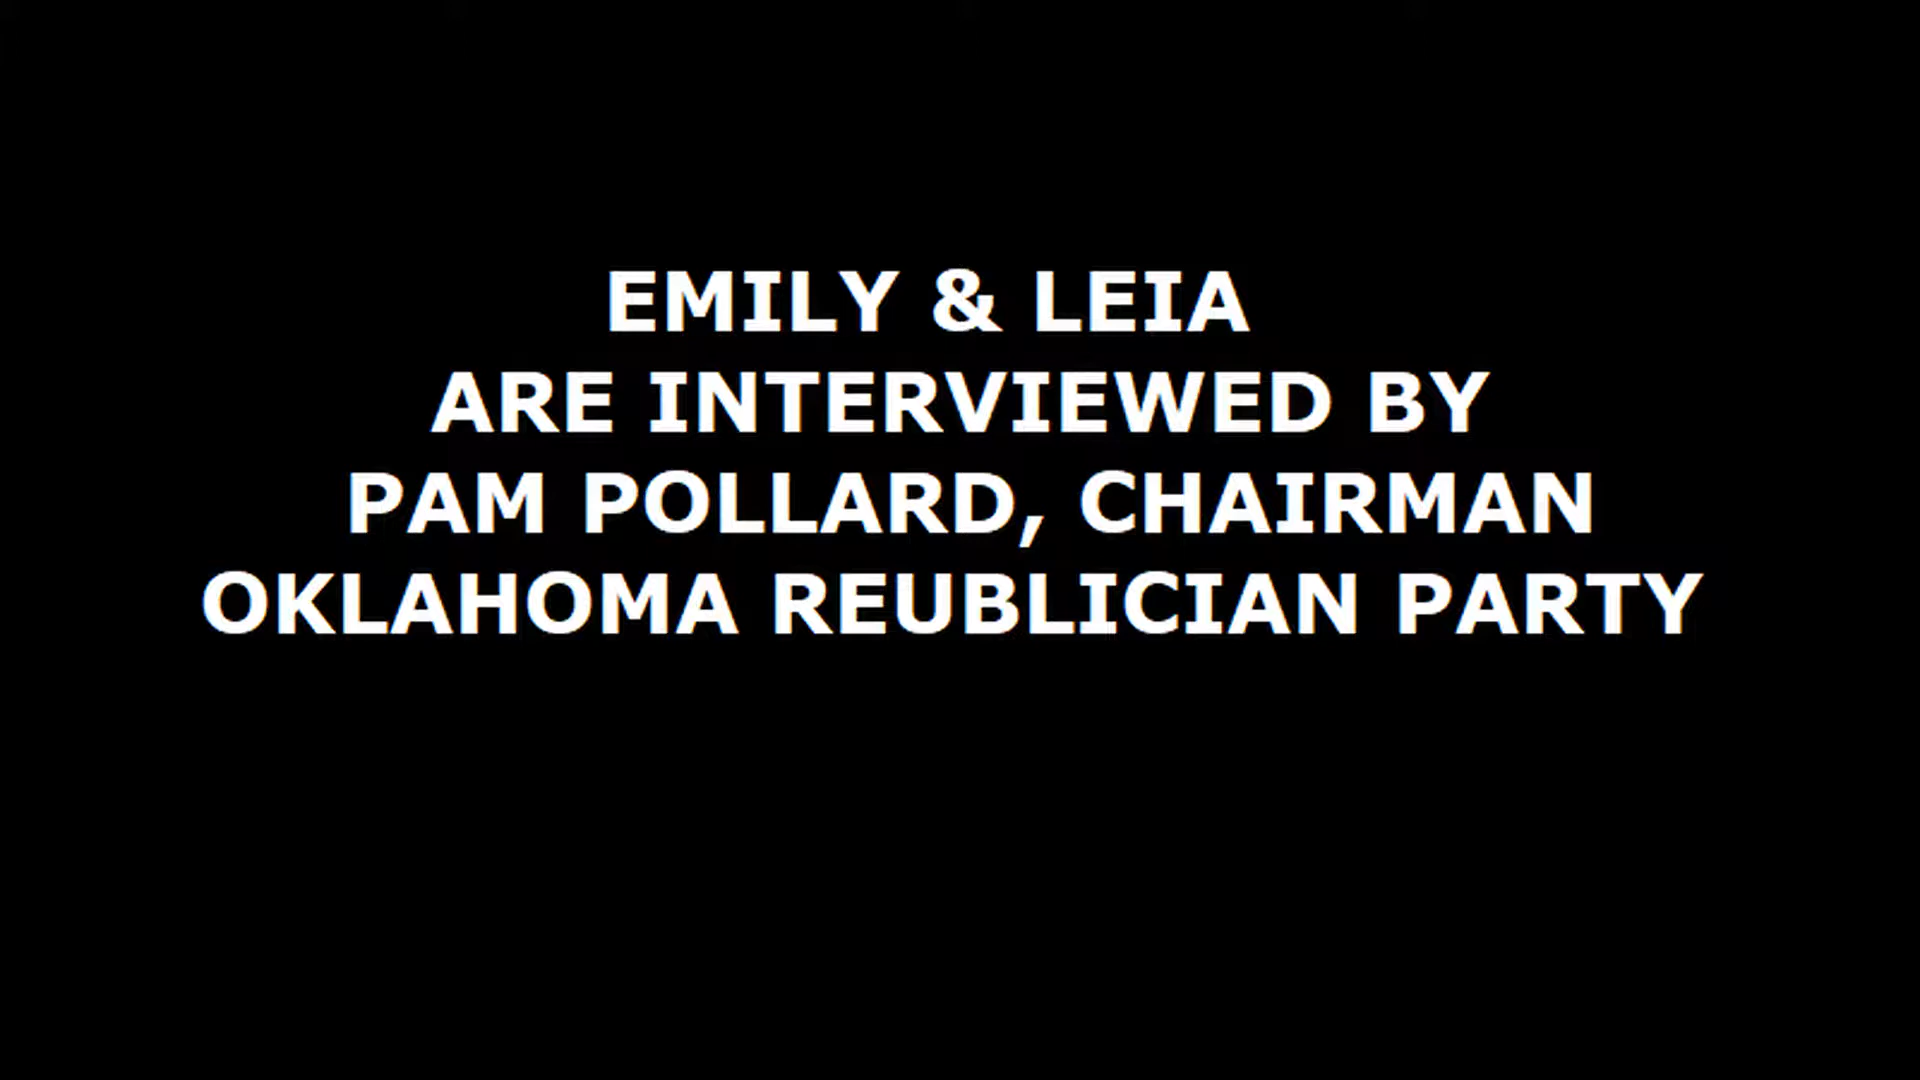 EMILY & LEIA
ARE INTERVIEWED BY
PAM POLLARD, CHAIRMAN
OKLAHOMA REUBLICIAN PARTY